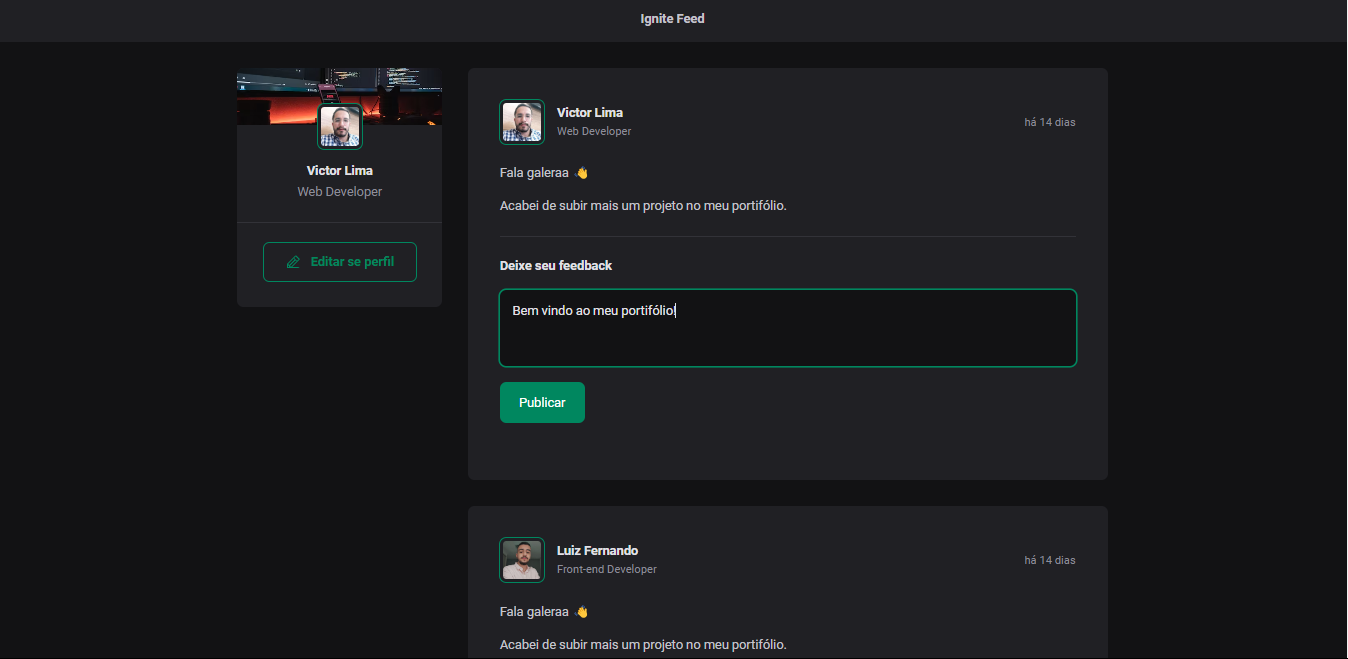 Ignite Feed
Victor Lima
Web Developer
Editar se perfil
Victor Lima
Web Developer
há 14 dias
Fala galeraa 👋
Acabei de subir mais um projeto no meu portifólio.
Deixe seu feedback
Bem vindo ao meu portifólio!
Publicar
Luiz Fernando
Front-end Developer
há 14 dias
Fala galeraa 👋
Acabei de subir mais um projeto no meu portifólio.